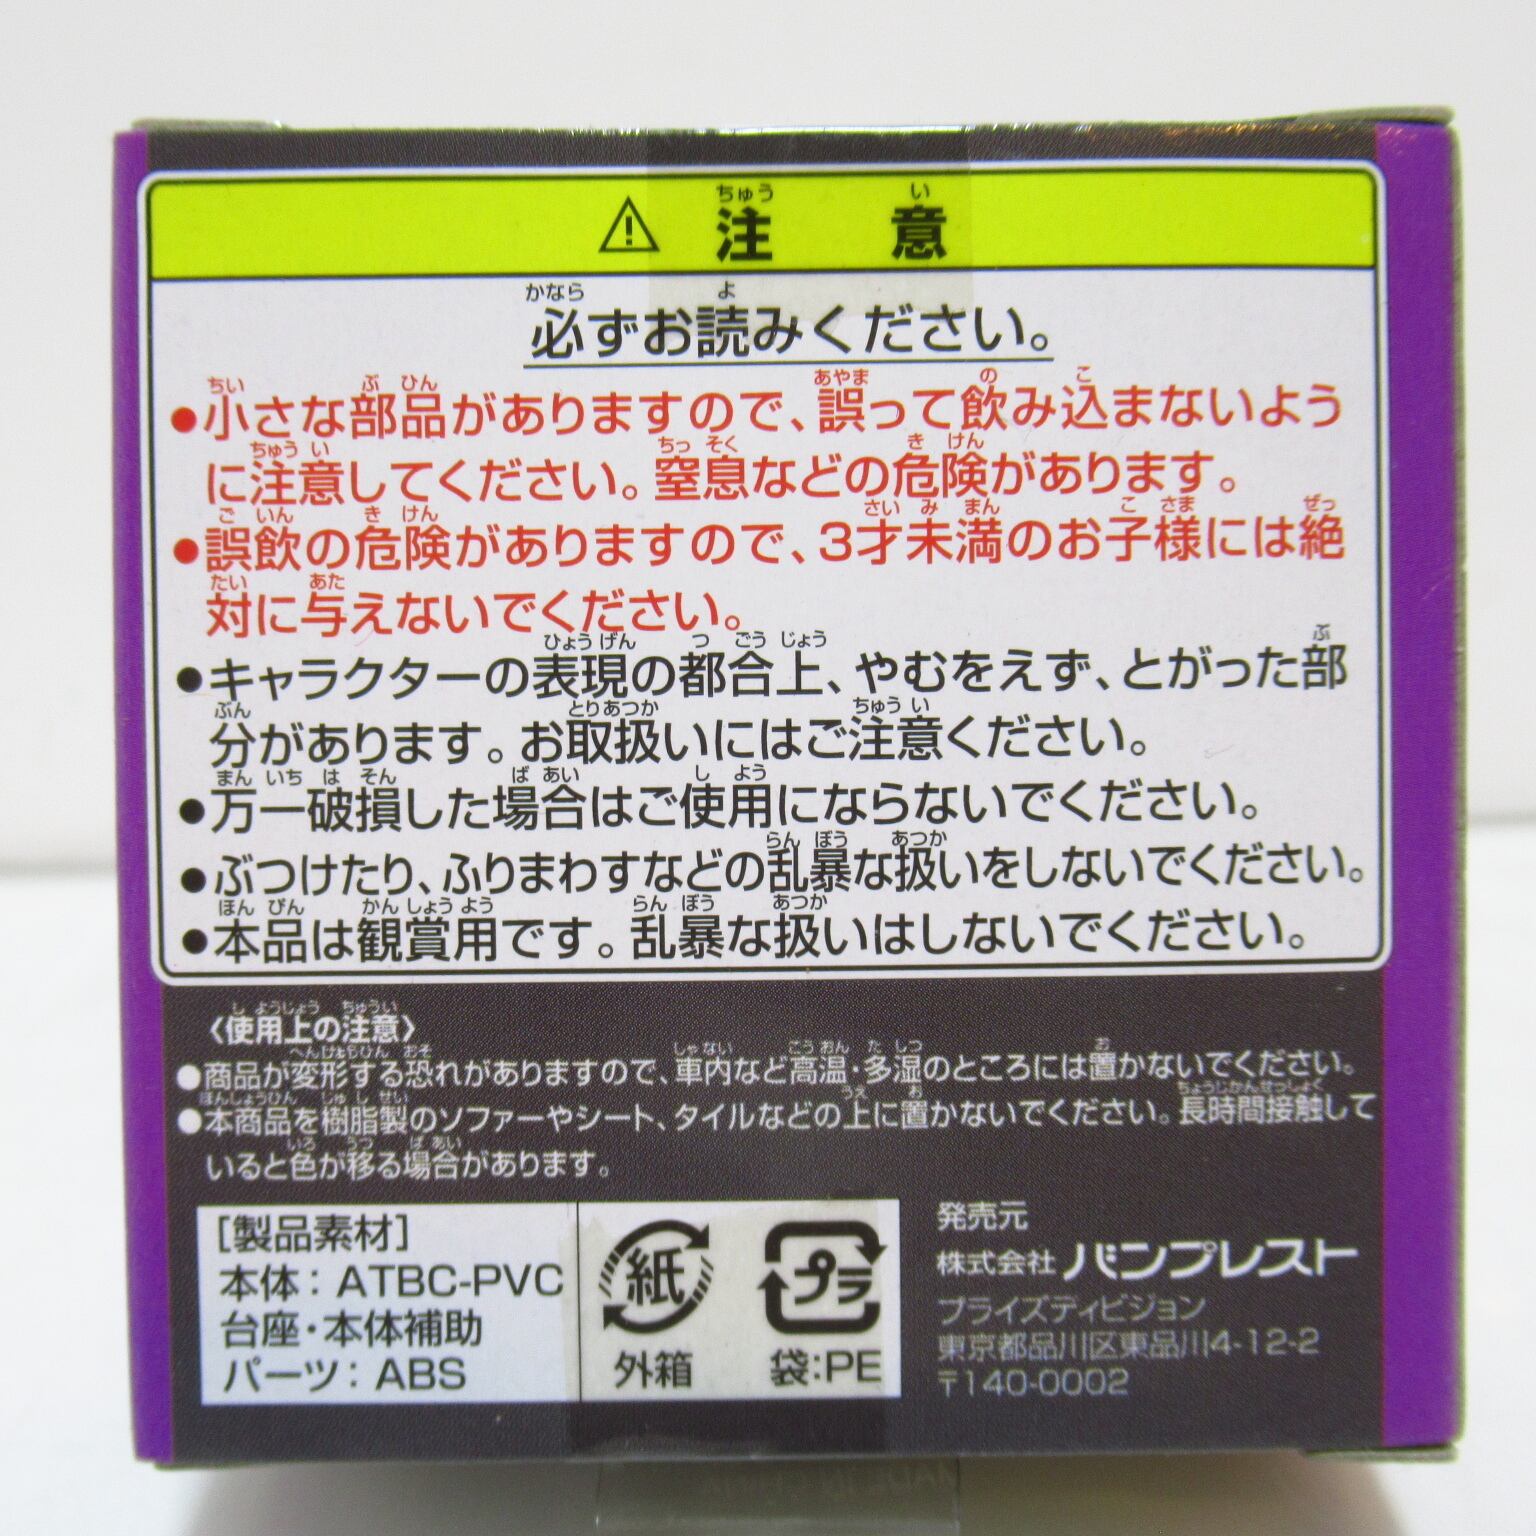 ⚠ 注意
必ずお読みください。
●小さな部品がありますので、誤って飲み込まないよう
に注意してください。窒息などの危険があります。
●誤飲の危険がありますので、3才未満のお子様には絶
対に与えないでください。
●キャラクターの表現の都合上、やむをえず、とがった部
分があります。お取扱いにはご注意ください。
●万一破損した場合はご使用にならないでください。
●ぶつけたり、ふりまわすなどの乱暴な扱いをしないでください。
●本品は観賞用です。乱暴な扱いはしないでください。
〈使用上の注意〉
●商品が変形する恐れがありますので、車内など高温・多湿のところには置かないでください。
●本商品を樹脂製のソファーやシート、タイルなどの上に置かないでください。長時間接触して
いると色が移る場合があります。
[製品素材]
本体：ATBC-PVC
台座・本体補助
パーツ：ABS
紙
外箱
プラ
袋:PE
発売元
株式会社バンプレスト
プライズディビジョン
東京都品川区東品川4-12-2
〒140-0002